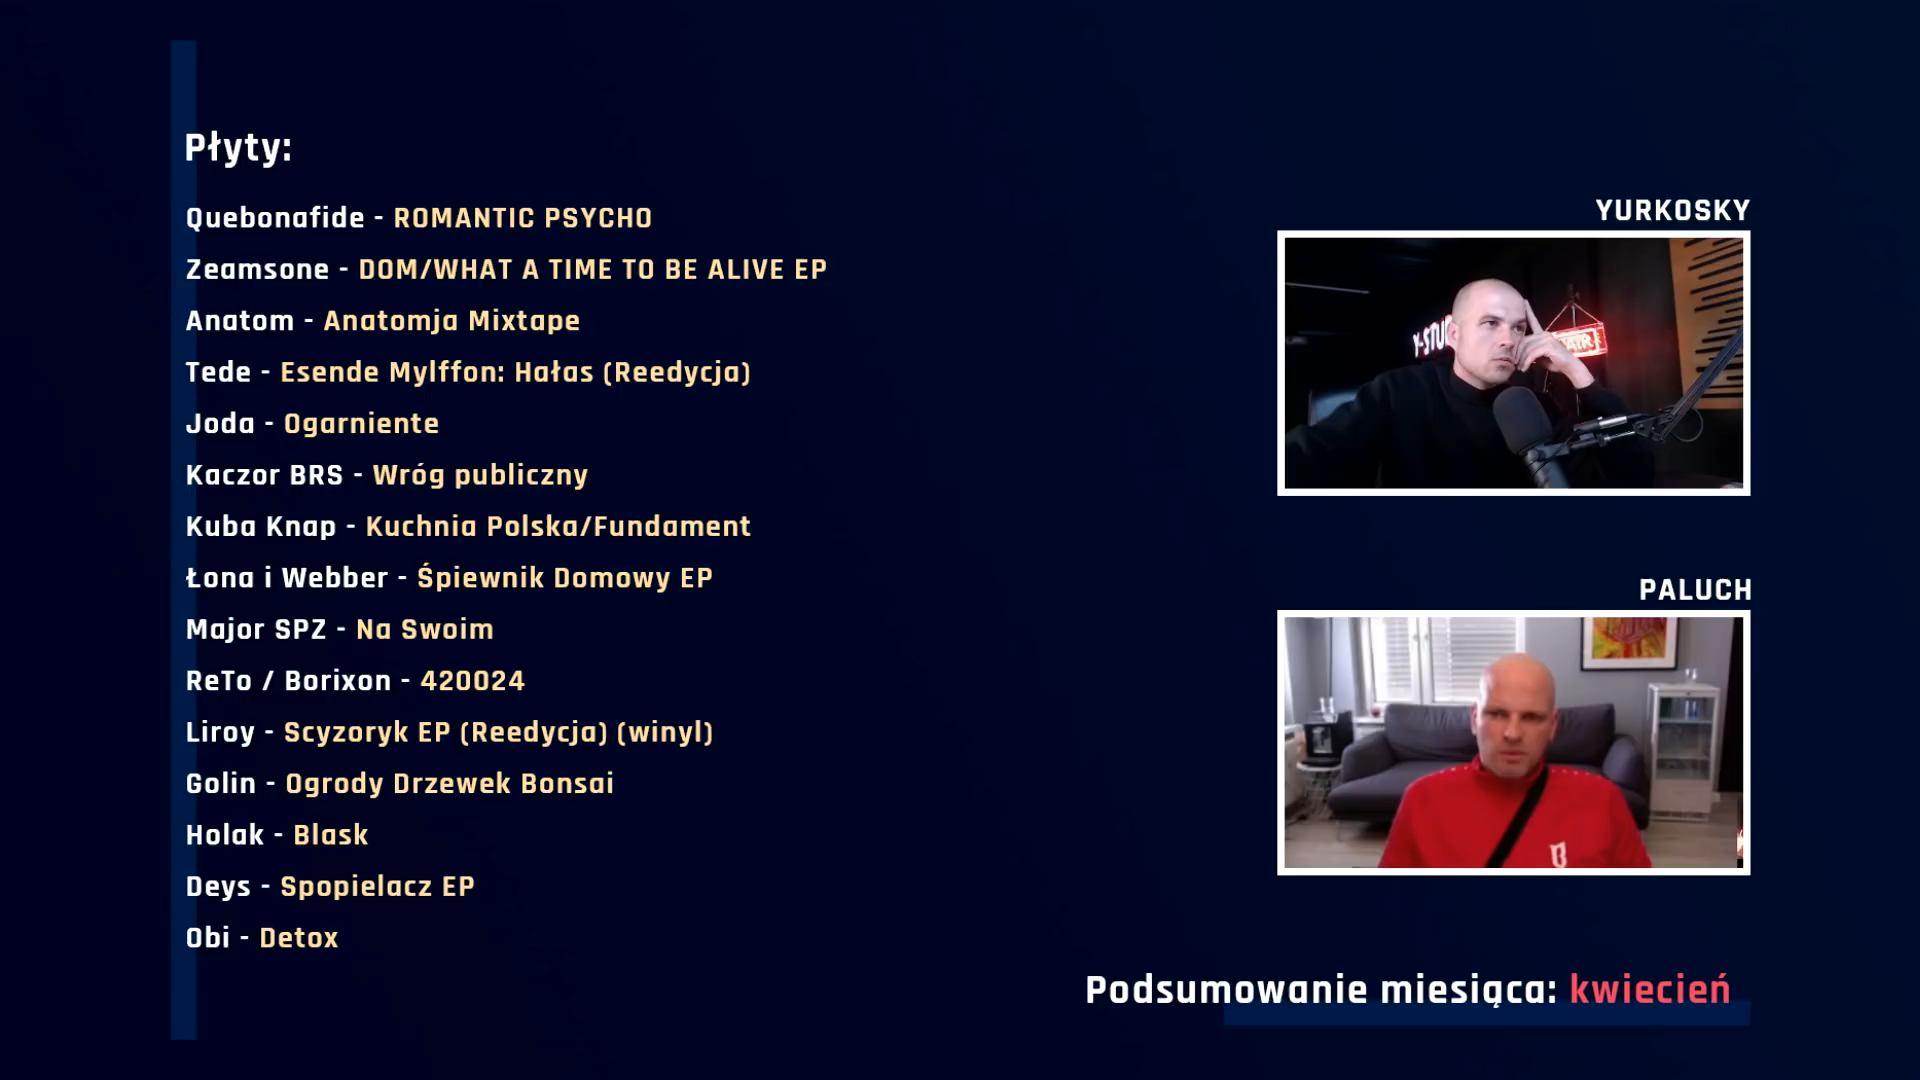 Płyty:
Quebonafide - ROMANTIC PSYCHO
Zeamsone - DOM/WHAT A TIME TO BE ALIVE EP
Anatom - Anatomja Mixtape
Tede - Esende Mylffon: Hałas (Reedycja)
Joda - Ogarniente
Kaczor BRS - Wróg publiczny
Kuba Knap - Kuchnia Polska/Fundament
Łona i Webber - Śpiewnik Domowy EP
Major SPZ - Na Swoim
ReTo / Borixon - 420024
Liroy - Scyzoryk EP (Reedycja) (winyl)
Golin - Ogrody Drzewek Bonsai
Holak - Blask
Deys - Spopielacz EP
Obi - Detox
YURKOSKY
Y-STU
AIR
PALUCH
Podsumowanie miesiąca: kwiecień